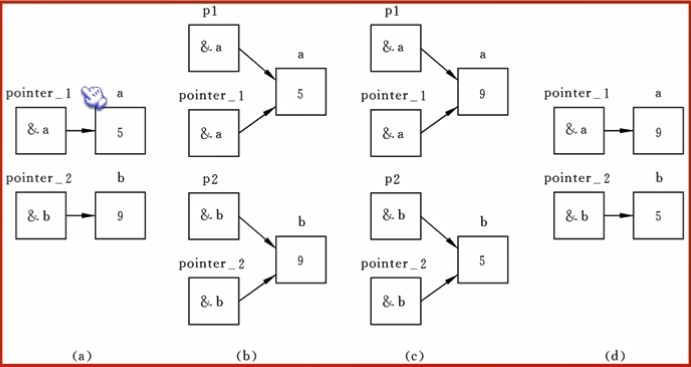 pointer_1
a
&.a
5
pointer_2
b
&.b
9
(a)
p1
&.a
a
pointer_1
5
&.a
p2
&.b
b
pointer_2
9
&.b
(b)
p1
&.a
a
pointer_1
9
&.a
p2
&.b
b
pointer_2
5
&.b
(c)
pointer_1
a
&.a
9
pointer_2
b
&.b
5
(d)